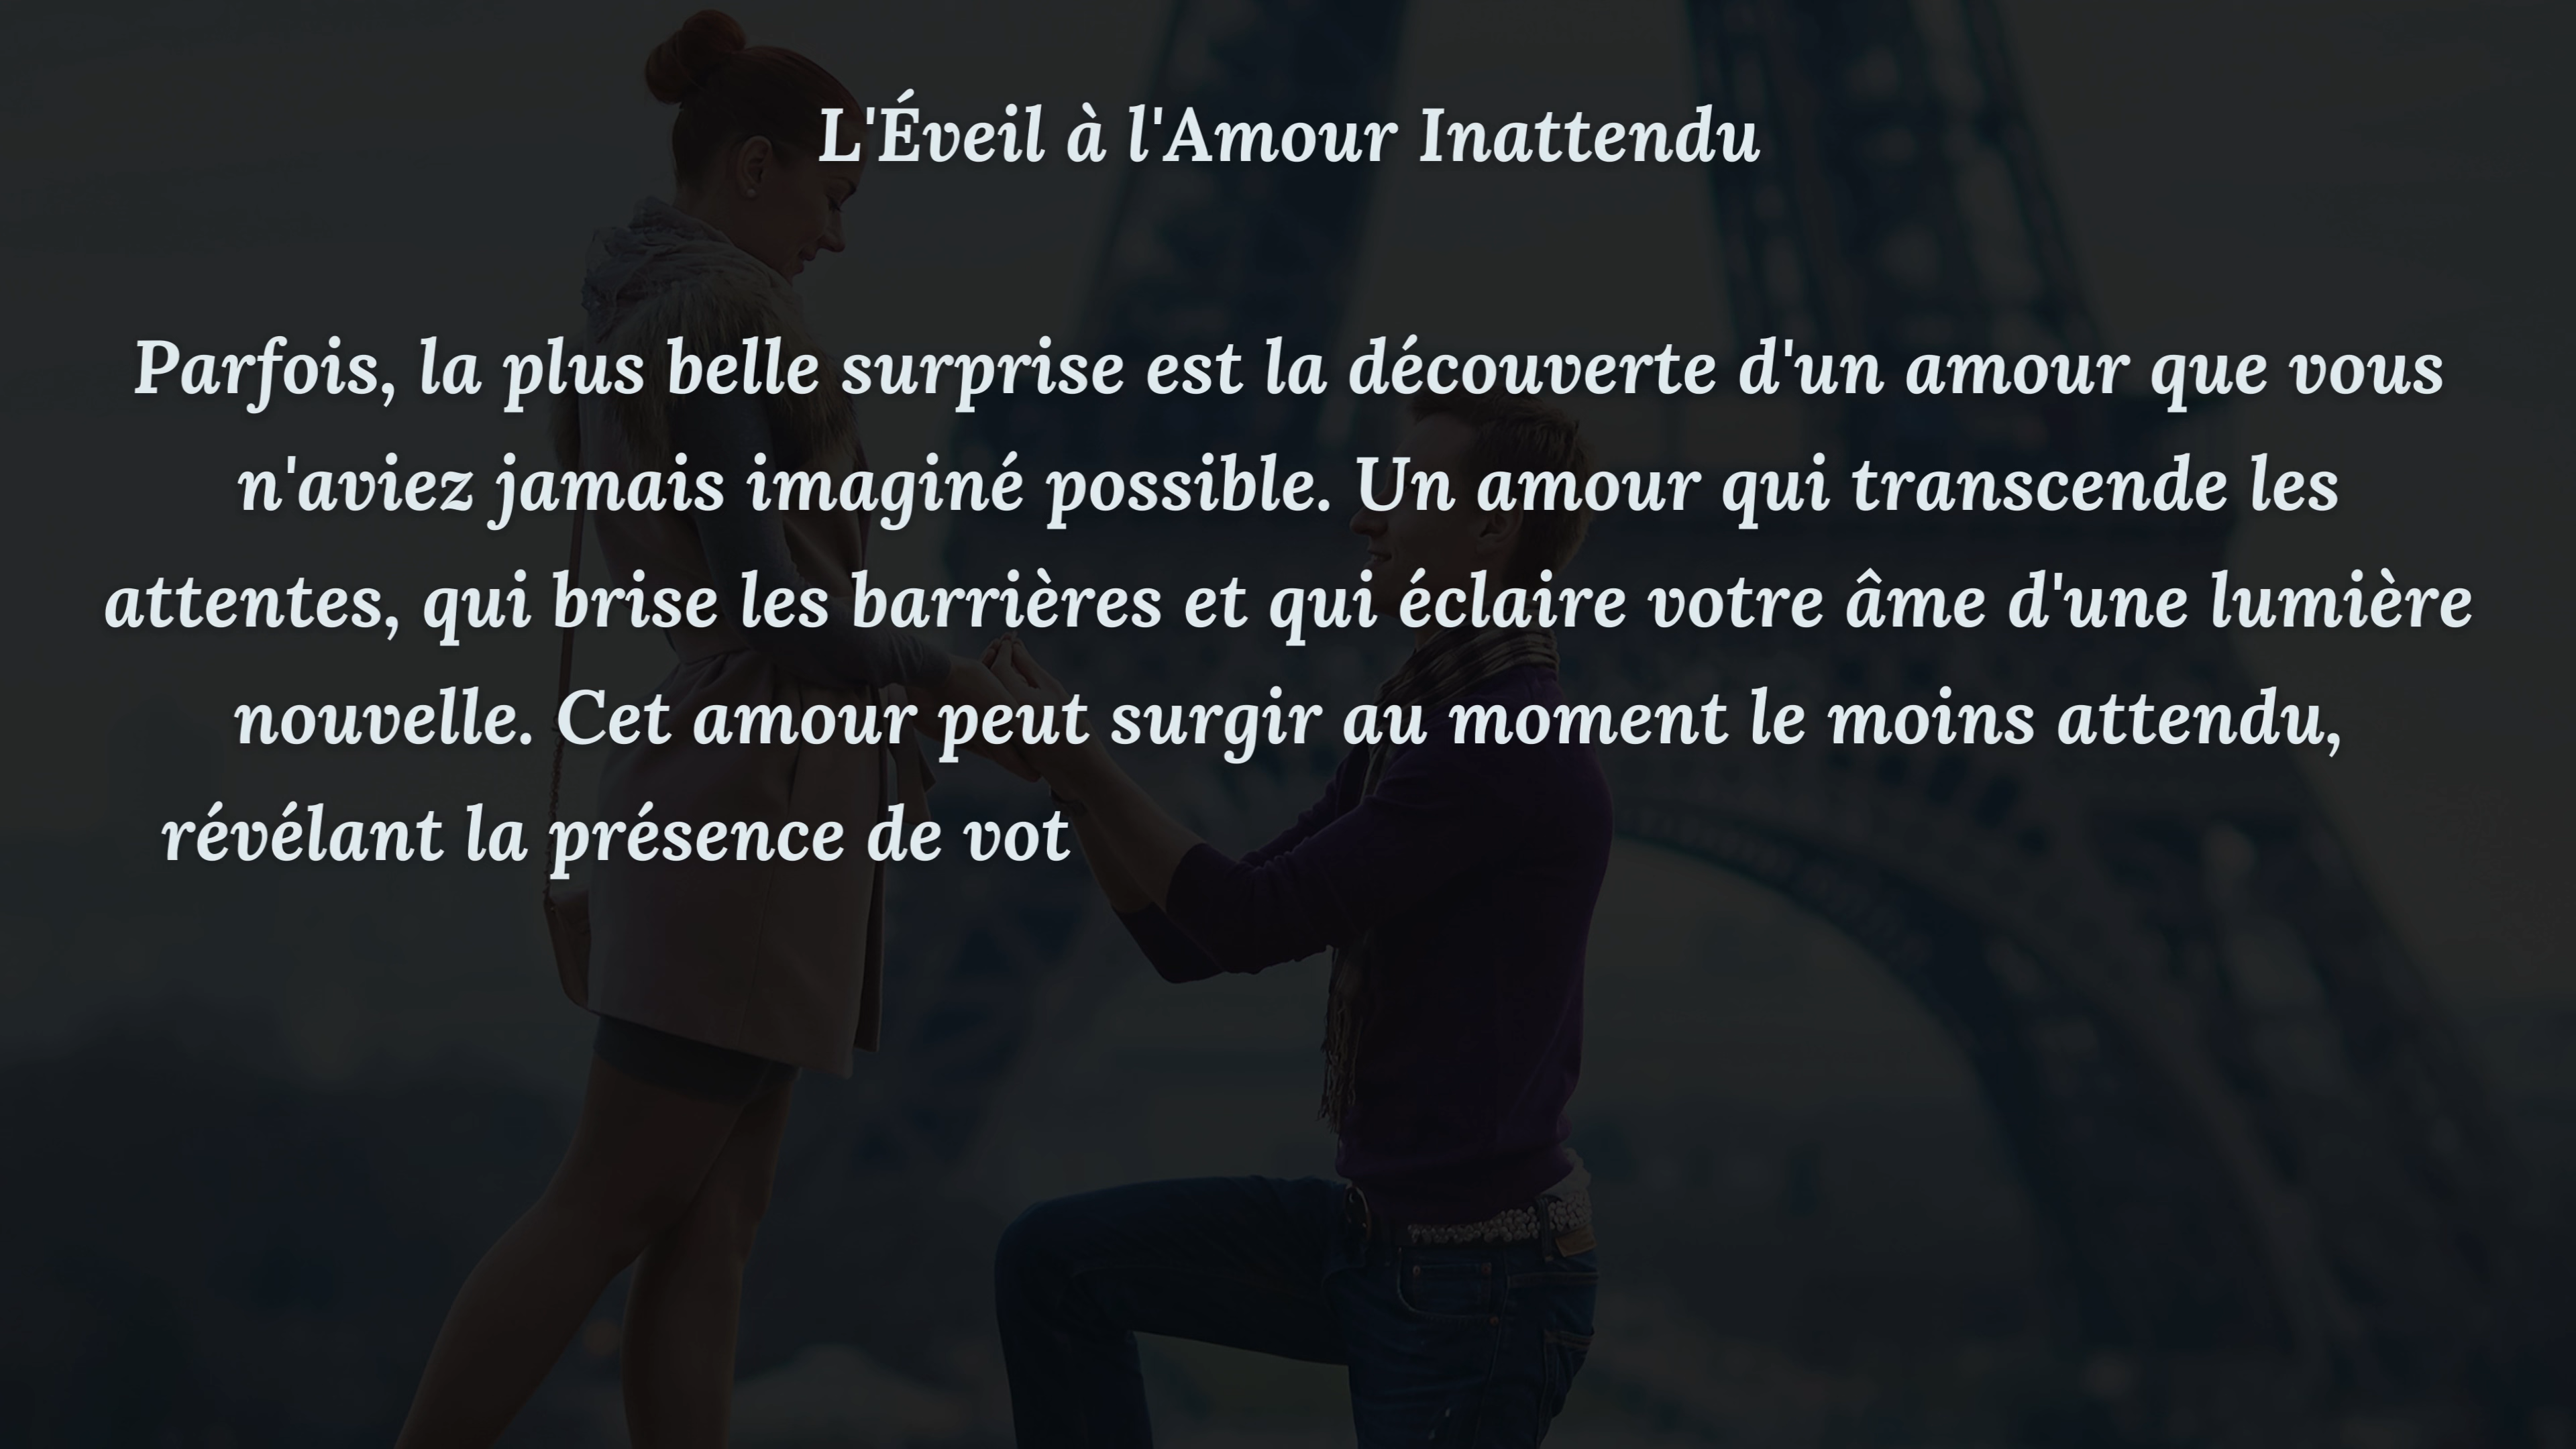 L'Éveil à l'Amour Inattendu
Parfois, la plus belle surprise est la découverte d'un amour que vous
n'aviez jamais imaginé possible. Un amour qui transcende les
attentes, qui brise les barrières et qui éclaire votre âme d'une lumière
nouvelle. Cet amour peut surgir au moment le moins attendu,
révélant la présence de vot